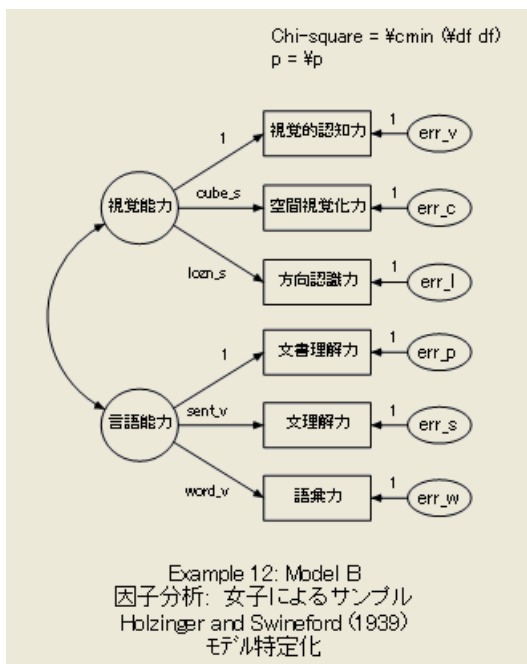 Chi-square = ¥cmin (¥df df)
p = ¥p
視覚的認知力
1
err_v
1
視覚能力
cube_s
空間視覚化力
1
err_c
lozn_s
方向認識力
1
err_l
文書理解力
1
err_p
1
言語能力
sent_v
文理解力
1
err_s
word_v
語彙力
1
err_w
Example 12: Model B
因子分析: 女子によるサンプル
Holzinger and Swineford (1939)
モデル特定化